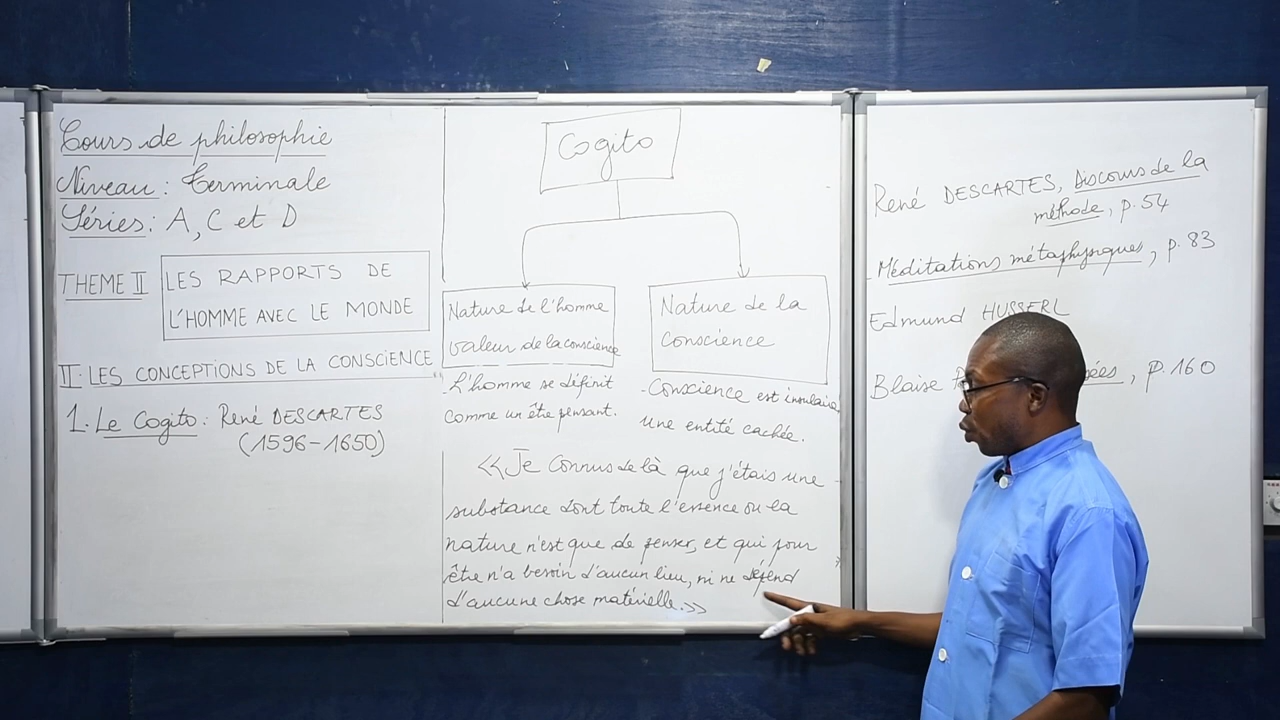 Cours de philosophie
Niveau : Terminale
Séries : A, C et D
THEME II
LES RAPPORTS DE
L'HOMME AVEC LE MONDE
II- LES CONCEPTIONS DE LA CONSCIENCE
1. Le Cogito : René DESCARTES
(1596-1650)
Cogito
Nature de l'homme
valeur de la conscience
- L'homme se définit
comme un être pensant.
Nature de la
Conscience
- Conscience est insulaire,
une entité cachée.
<<Je connus de là que j'étais une
substance dont toute l'essence ou la
nature n'est que de penser, et qui pour
être n'a besoin d'aucun lieu, ni ne dépend
d'aucune chose matérielle.>>
René DESCARTES, Discours de la
méthode, p. 54
Méditations métaphysiques, p. 83
Edmund HUSSERL
Blaise
, p. 160